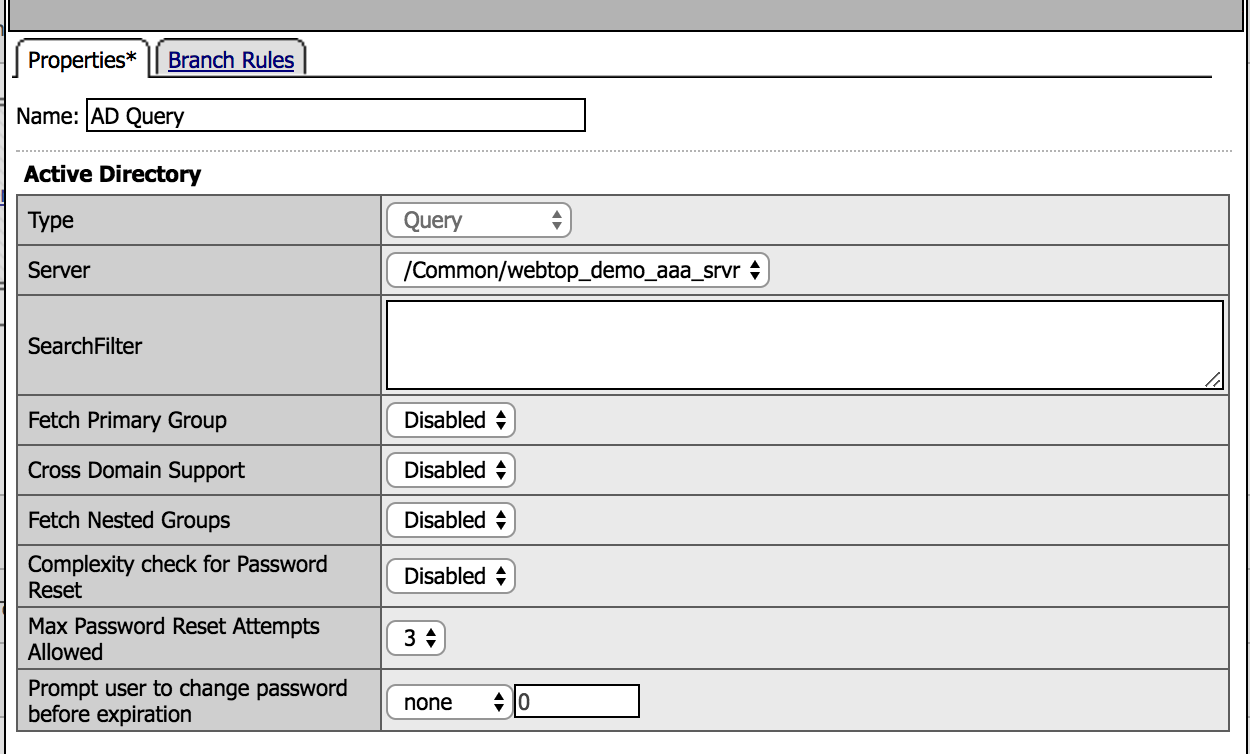 Properties* Branch Rules
Name: AD Query
Active Directory
Type Query
Server /Common/webtop_demo_aaa_srvr
SearchFilter
Fetch Primary Group Disabled
Cross Domain Support Disabled
Fetch Nested Groups Disabled
Complexity check for Password
Reset Disabled
Max Password Reset Attempts
Allowed 3
Prompt user to change password
before expiration none 0